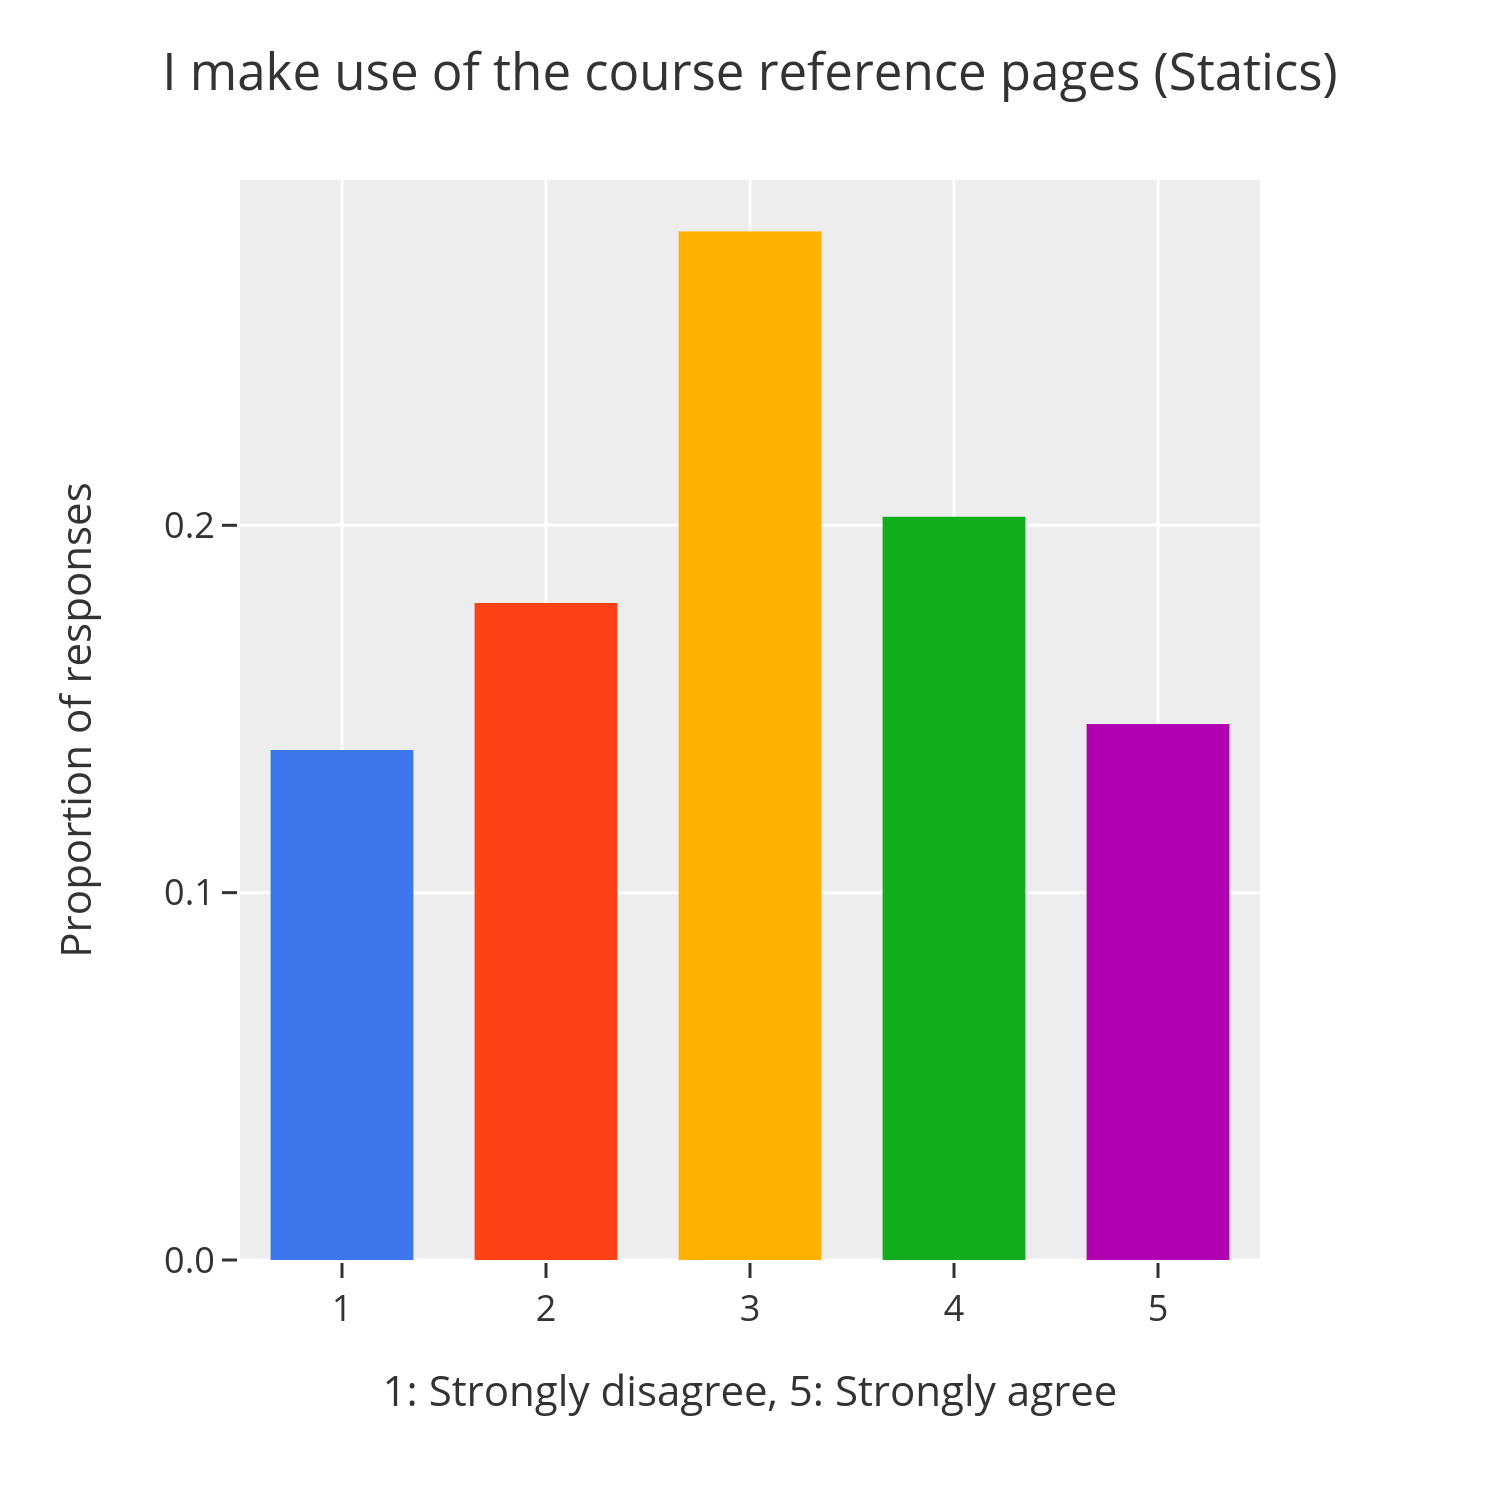 I make use of the course reference pages (Statics)
Proportion of responses
0.2
0.1
0.0
1 2 3 4 5
1: Strongly disagree, 5: Strongly agree